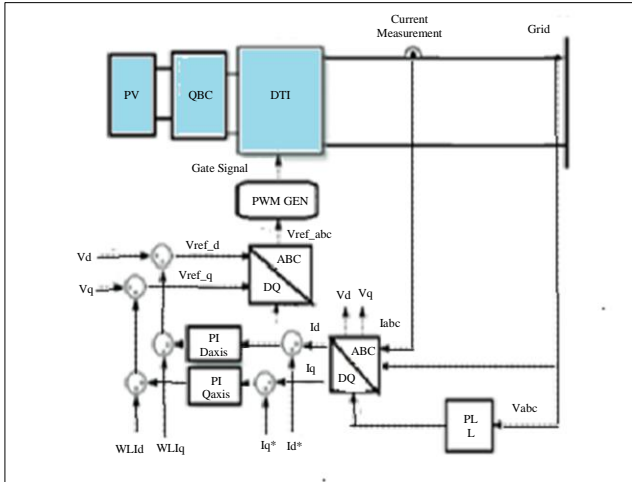 Current
Measurement
Grid
PV
QBC
DTI
Gate Signal
PWM GEN
Vref_abc
Vref_d
Vd
ABC
Vref_q
Vq
DQ
Vd
Vq
Iabc
Id
PI
Daxis
ABC
Iq
PI
Qaxis
DQ
PL
L
Vabc
WLId
WLIq
Iq*
Id*